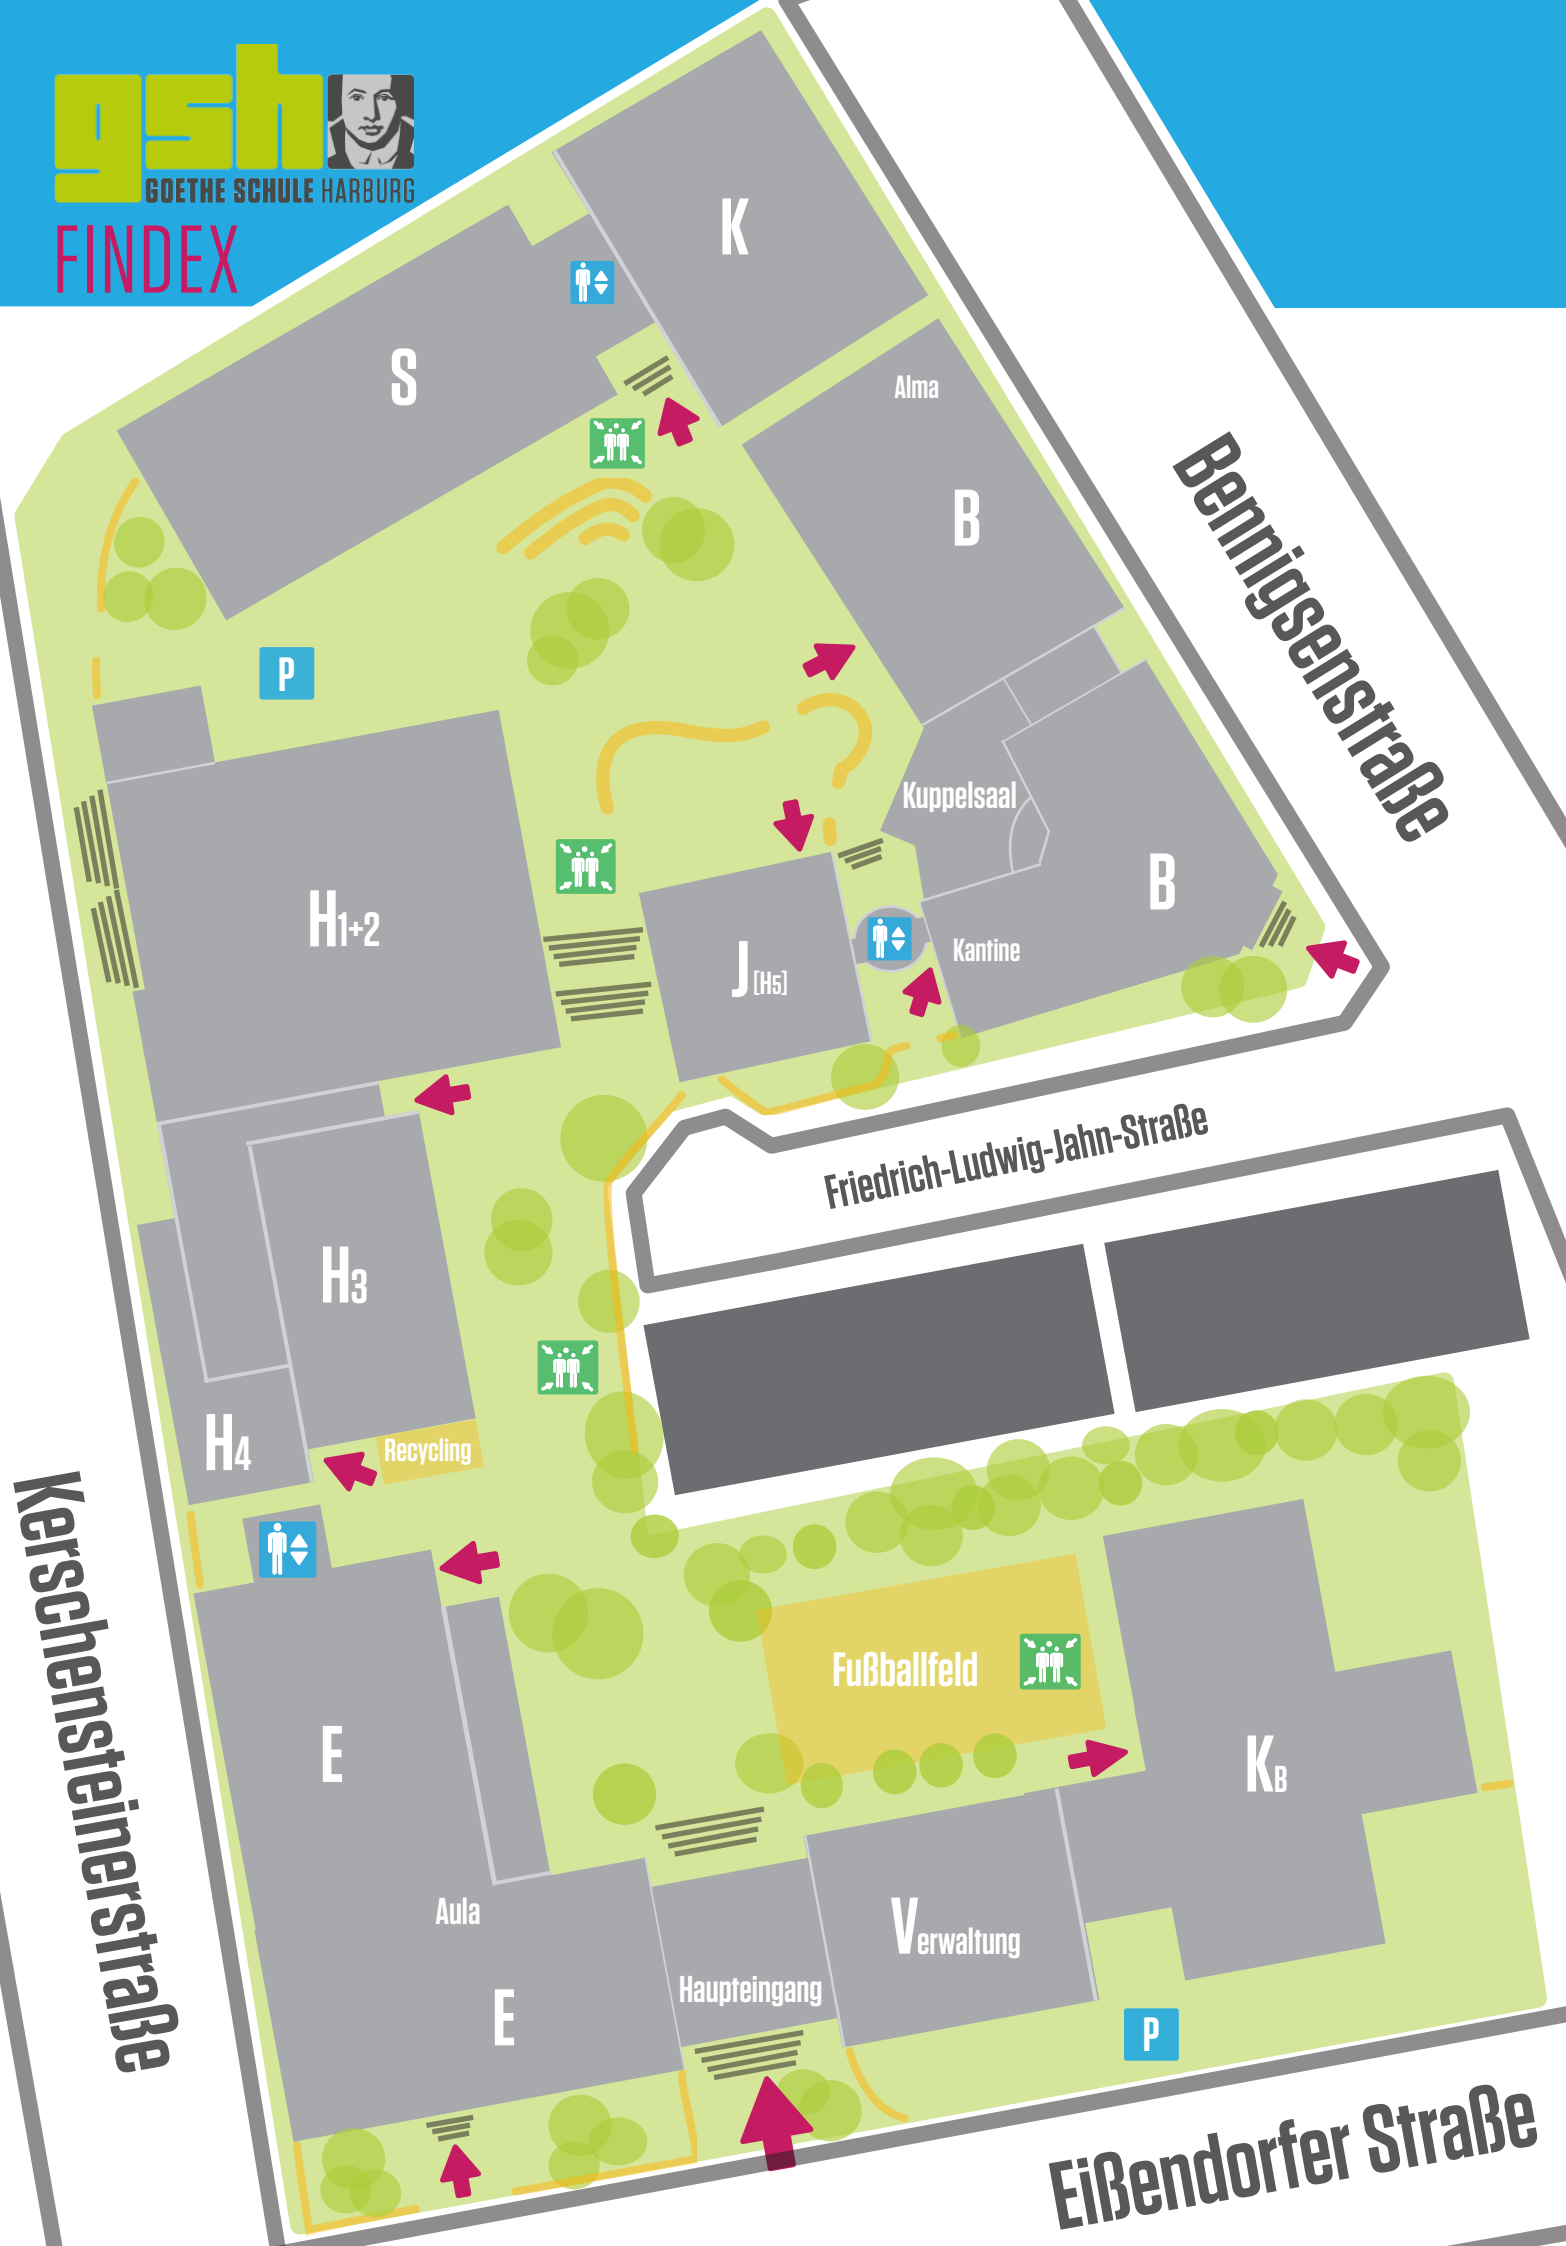 gsh
GOETHE SCHULE HARBURG
FINDEX
K
S
Alma
B
Bennigsenstraße
P
Kuppelsaal
B
H1+2
J[H5]
Kantine
Friedrich-Ludwig-Jahn-Straße
H3
H4
Recycling
Kerschensteinerstraße
Fußballfeld
E
KB
Aula
Verwaltung
Haupteingang
E
P
Eißendorfer Straße